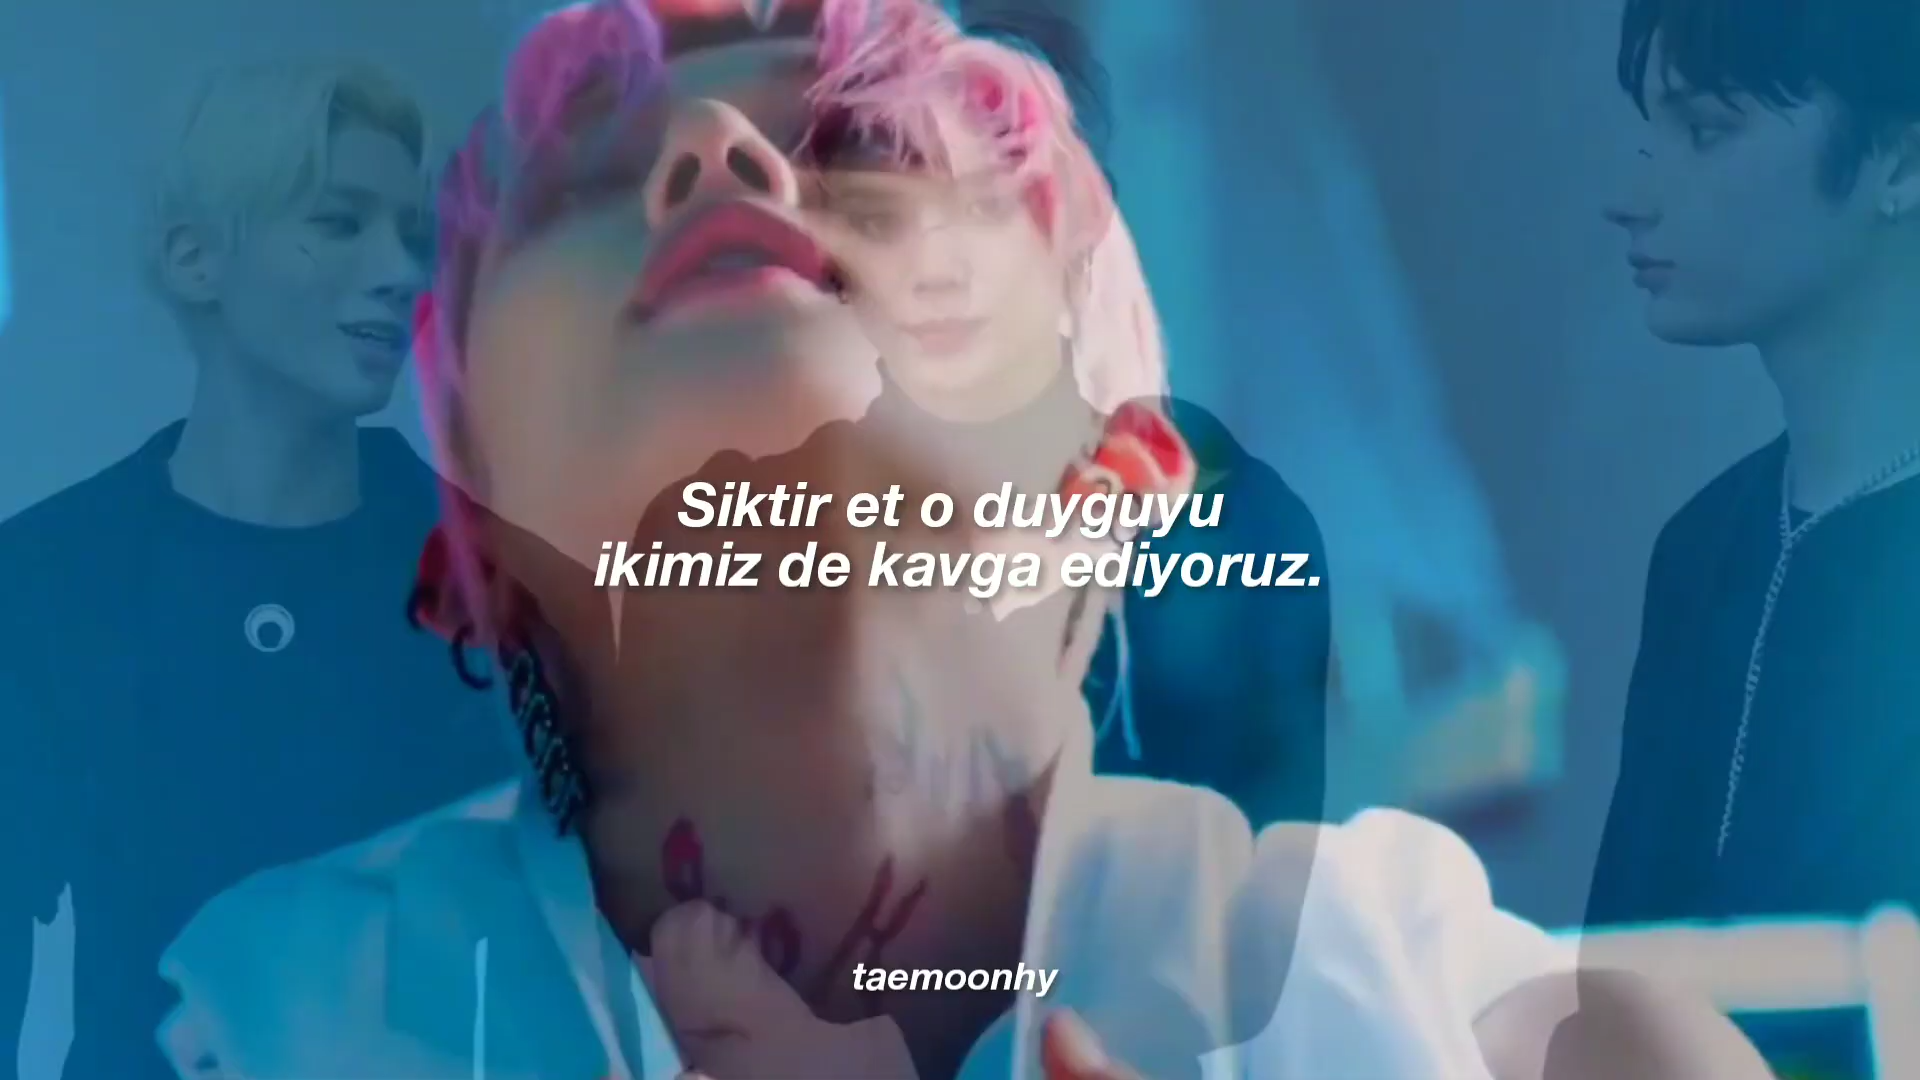 Siktir et o duyguyu
ikimiz de kavga ediyoruz.
taemoonhy